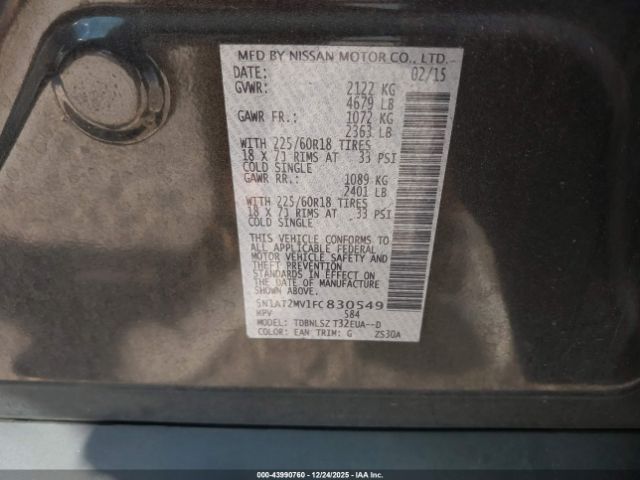 MFD BY NISSAN MOTOR CO., LTD.
DATE: 02/15
GVWR: 2122 KG
4679 LB
GAWR FR.: 1072 KG
2363 LB
WITH 225/60R18 TIRES
18 X 7J RIMS AT 33 PSI
COLD SINGLE
GAWR RR.: 1089 KG
2401 LB
WITH 225/60R18 TIRES
18 X 7J RIMS AT 33 PSI
COLD SINGLE
THIS VEHICLE CONFORMS TO
ALL APPLICABLE FEDERAL
MOTOR VEHICLE SAFETY AND
THEFT PREVENTION
STANDARDS IN EFFECT ON THE
DATE OF MANUFACTURE SHOWN ABOVE.
5N1AT2MV1FC830549
MPV 584
MODEL: TDBNLSZ T32EUA--D
COLOR: EAN TRIM: G ZS30A
000-43990760 - 12/24/2025 - IAAI.COM